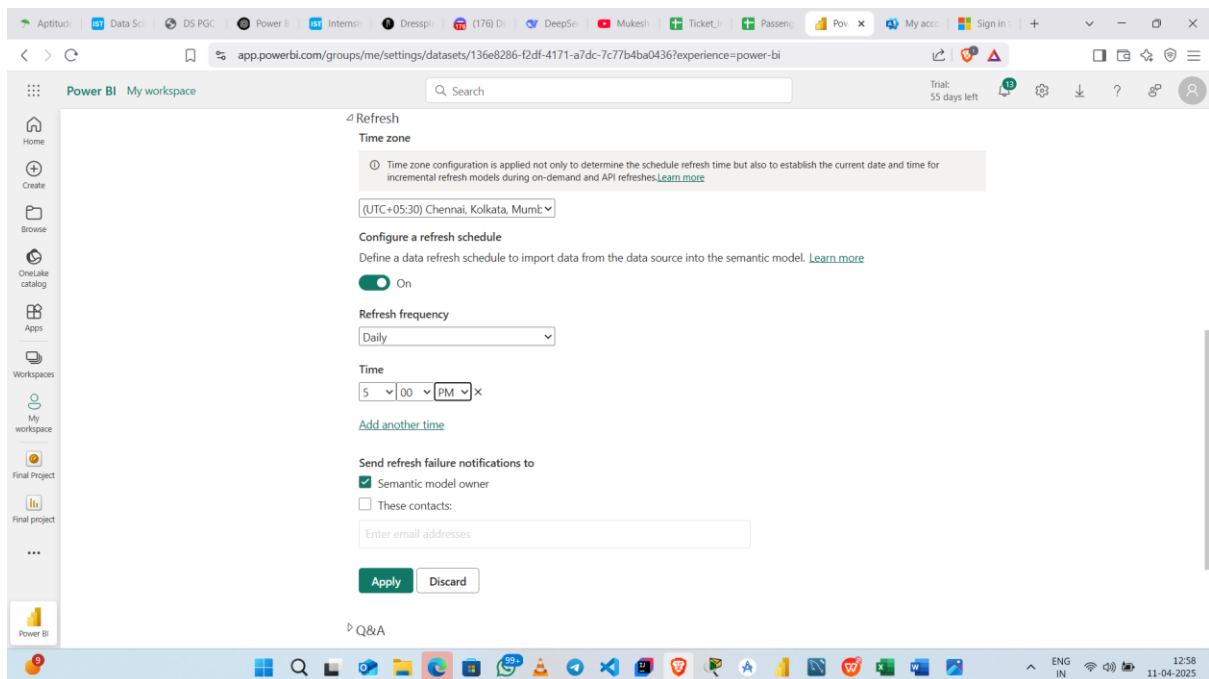 Aptitud
IST Data Sci
DS PGC
Power B
IST Internsh
Dresspl
(176) Di
DeepSe
Mukesh
Ticket_Ir
Passeng
Pow
My acco
Sign in t
app.powerbi.com/groups/me/settings/datasets/136e8286-f2df-4171-a7dc-7c77b4ba0436?experience=power-bi
Power BI My workspace
Search
Trial:
55 days left
13
Home
Create
Browse
OneLake
catalog
Apps
Workspaces
My
workspace
Final Project
Final project
Power BI
Refresh
Time zone
Time zone configuration is applied not only to determine the schedule refresh time but also to establish the current date and time for
incremental refresh models during on-demand and API refreshes.Learn more
(UTC+05:30) Chennai, Kolkata, Mumb
Configure a refresh schedule
Define a data refresh schedule to import data from the data source into the semantic model. Learn more
On
Refresh frequency
Daily
Time
5 00 PM
Add another time
Send refresh failure notifications to
Semantic model owner
These contacts:
Enter email addresses
Apply Discard
Q&A
9
99+
ENG
IN
12:58
11-04-2025